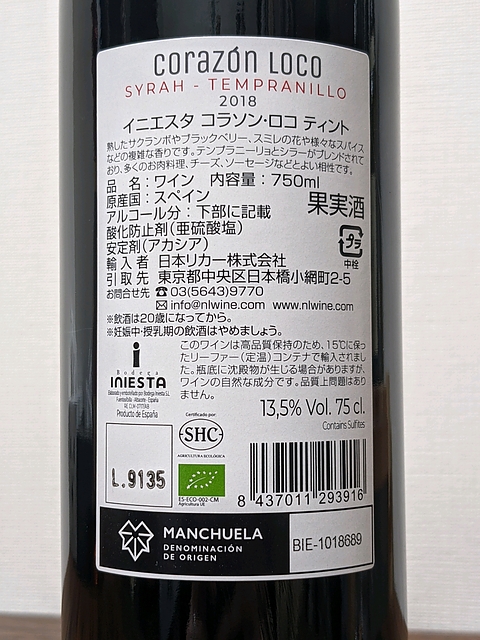 corazón loco
SYRAH - TEMPRANILLO
2018
イニエスタ コラソン・ロコ ティント
熟したサクランボやブラックベリー、スミレの花や様々なスパイス
などの複雑な香りです。テンプラニーリョとシラーがブレンドされて
おり、多くのお肉料理、チーズ、ソーセージなどとよい相性です。
品 名：ワイン 内容量：750ml
原産国：スペイン
果実酒
アルコール分：下部に記載
酸化防止剤(亜硫酸塩)
安定剤(アカシア)
プラ
中栓
輸入者 日本リカー株式会社
引取先 東京都中央区日本橋小網町2-5
お問合せ先 ☎03(5643)9770
✉info@nlwine.com www.nlwine.com
※飲酒は20歳になってから。
※妊娠中・授乳期の飲酒はやめましょう。
このワインは高品質保持のため、15℃に保っ
たリーファー(定温)コンテナで輸入されまし
た。瓶底に沈殿物が生じる場合がありますが、
ワインの自然な成分です。品質上問題はあり
ません。
Bodega
INIESTA
Elaborado y embotellado por Bodega Iniesta S.L.
Fuentealbilla - Albacete - España
Producto de España
13,5% Vol. 75 cl.
Contains Sulfites
Certificado por:
SHC
AGRICULTURA ECOLÓGICA
L.9135
ES-ECO-002-CM
Agricultura UE
8 437011 293916
MANCHUELA
DENOMINACIÓN
DE ORIGEN
BIE-1018689